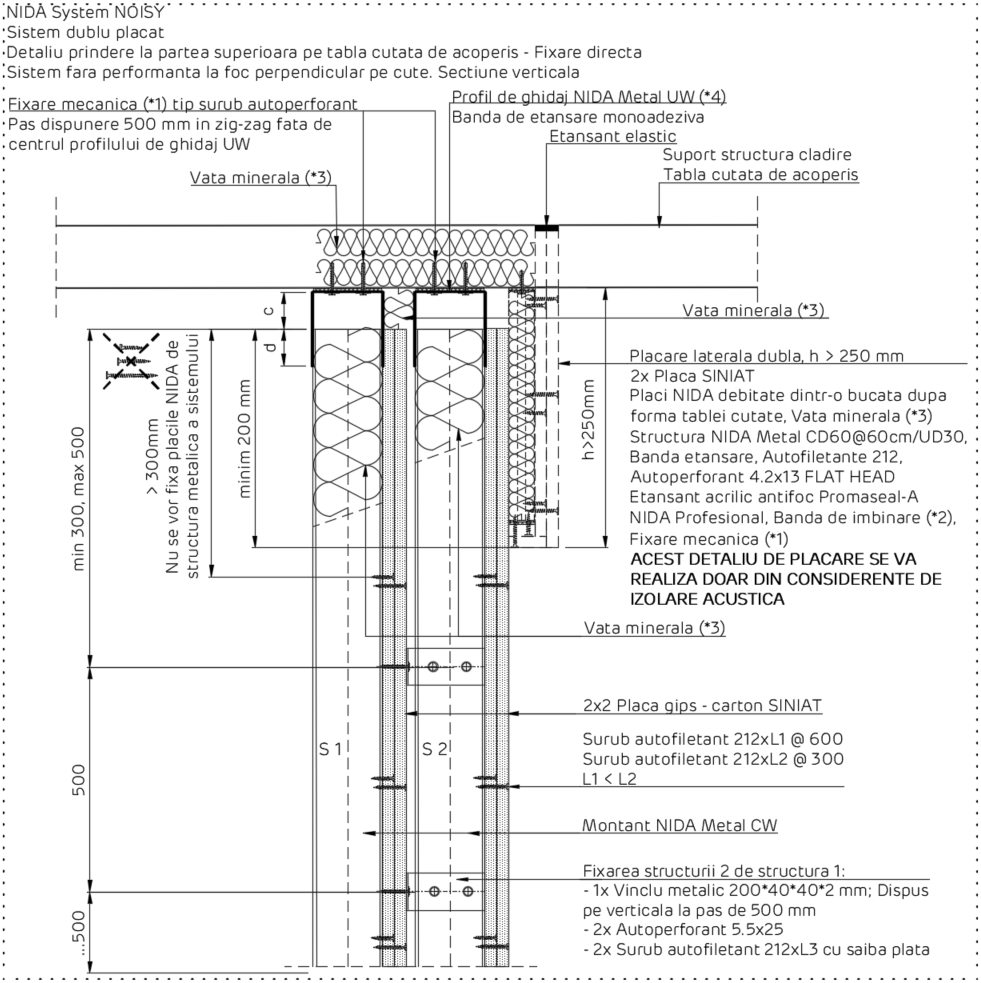 NIDA System NOISY
Sistem dublu placat
Detaliu prindere la partea superioara pe tabla cutata de acoperis - Fixare directa
Sistem fara performanta la foc perpendicular pe cute. Sectiune verticala
Fixare mecanica (*1) tip surub autoperforant
Pas dispunere 500 mm in zig-zag fata de
centrul profilului de ghidaj UW
Profil de ghidaj NIDA Metal UW (*4)
Banda de etansare monoadeziva
Etansant elastic
Suport structura cladire
Tabla cutata de acoperis
Vata minerala (*3)
c
d
Vata minerala (*3)
min 300, max 500
> 300mm
Nu se vor fixa placile NIDA de
structura metalica a sistemului
minim 200 mm
h>250mm
Placare laterala dubla, h > 250 mm
2x Placa SINIAT
Placi NIDA debitate dintr-o bucata dupa
forma tablei cutate, Vata minerala (*3)
Structura NIDA Metal CD60@60cm/UD30,
Banda etansare, Autofiletante 212,
Autoperforant 4.2x13 FLAT HEAD
Etansant acrilic antifoc Promaseal-A
NIDA Profesional, Banda de imbinare (*2),
Fixare mecanica (*1)
ACEST DETALIU DE PLACARE SE VA
REALIZA DOAR DIN CONSIDERENTE DE
IZOLARE ACUSTICA
Vata minerala (*3)
2x2 Placa gips - carton SINIAT
S 1
S 2
Surub autofiletant 212xL1 @ 600
Surub autofiletant 212xL2 @ 300
L1 < L2
500
Montant NIDA Metal CW
Fixarea structurii 2 de structura 1:
- 1x Vinclu metalic 200*40*40*2 mm; Dispus
pe verticala la pas de 500 mm
- 2x Autoperforant 5.5x25
- 2x Surub autofiletant 212xL3 cu saiba plata
...500